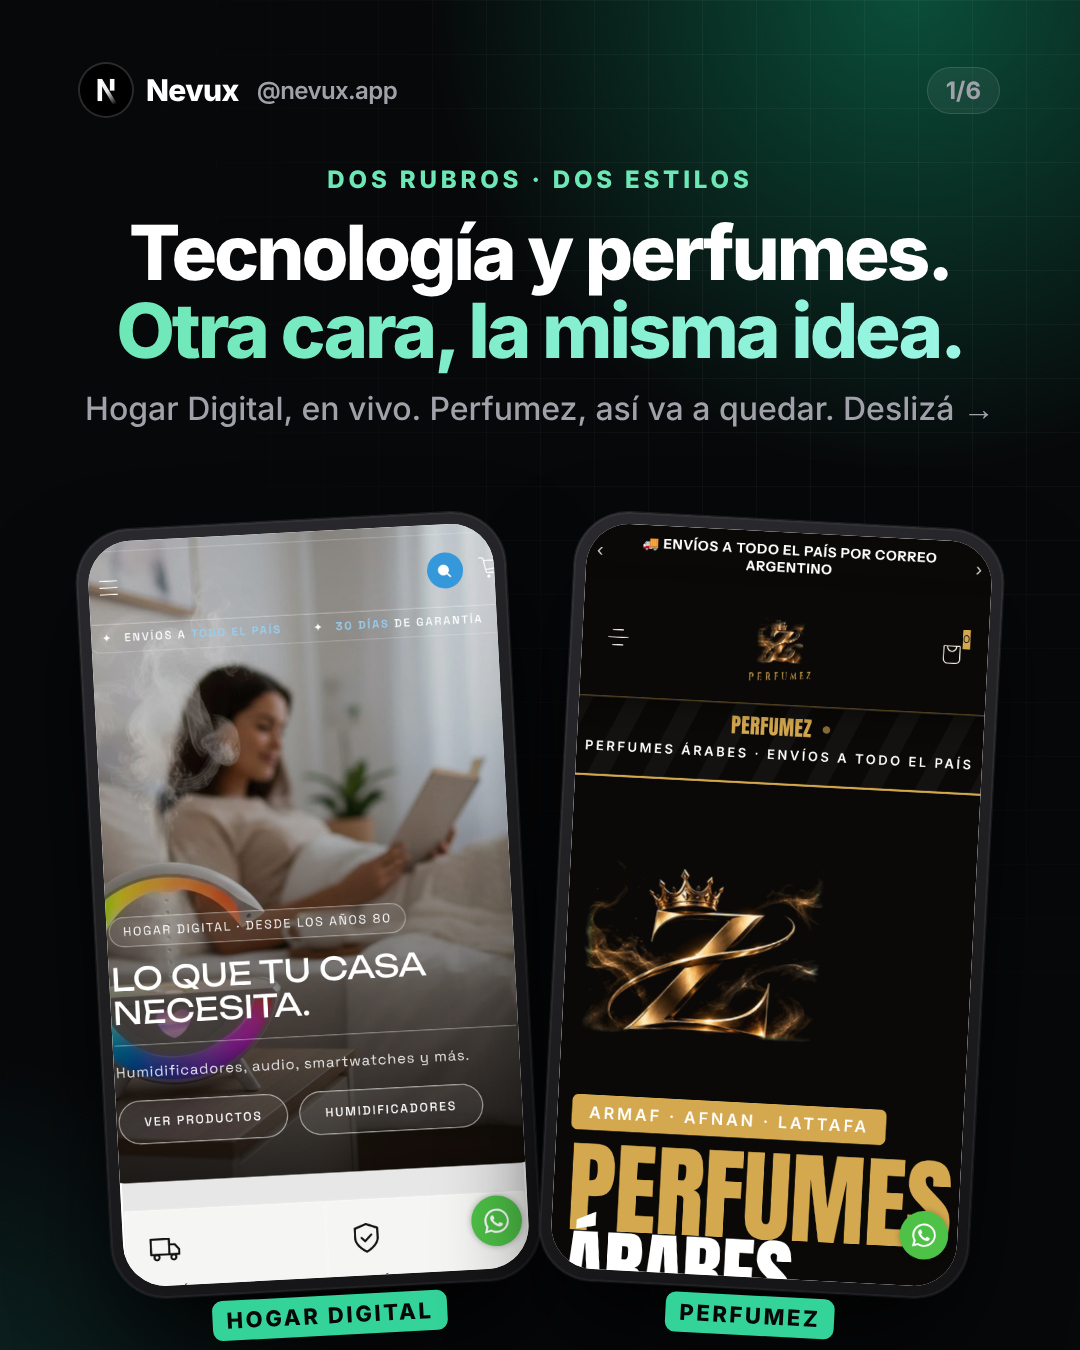 N Nevux @nevux.app
1/6
DOS RUBROS · DOS ESTILOS
Tecnología y perfumes.
Otra cara, la misma idea.
Hogar Digital, en vivo. Perfumez, así va a quedar. Deslizá →
✦ ENVÍOS A TODO EL PAÍS ✦ 30 DÍAS DE GARANTÍA
HOGAR DIGITAL · DESDE LOS AÑOS 80
LO QUE TU CASA
NECESITA.
Humidificadores, audio, smartwatches y más.
VER PRODUCTOS
HUMIDIFICADORES
HOGAR DIGITAL
‹ 🚚 ENVÍOS A TODO EL PAÍS POR CORREO ›
ARGENTINO
Z
PERFUMEZ
0
PERFUMEZ •
PERFUMES ÁRABES · ENVÍOS A TODO EL PAÍS
Z
ARMAF · AFNAN · LATTAFA
PERFUMES
ÁRABES
PERFUMEZ